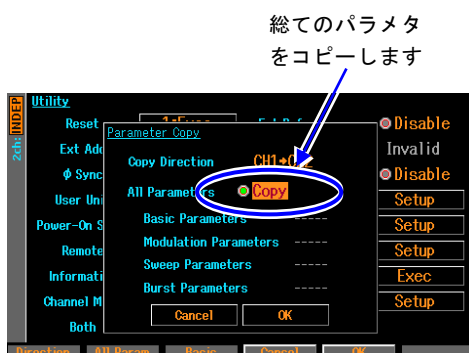 総てのパラメタ
をコピーします
INDEP
2ch:
Utility
Reset
Disable
Parameter Copy
Ext Add
Invalid
Copy Direction
φ Sync
Disable
All Parameters
Copy
User Uni
Setup
Basic Parameters
-----
Power-On S
Setup
Modulation Parameters
-----
Remote
Setup
Sweep Parameters
-----
Informati
Exec
Burst Parameters
-----
Channel M
Setup
Cancel
OK
Both
Direction
All Param
Basic
Cancel
OK